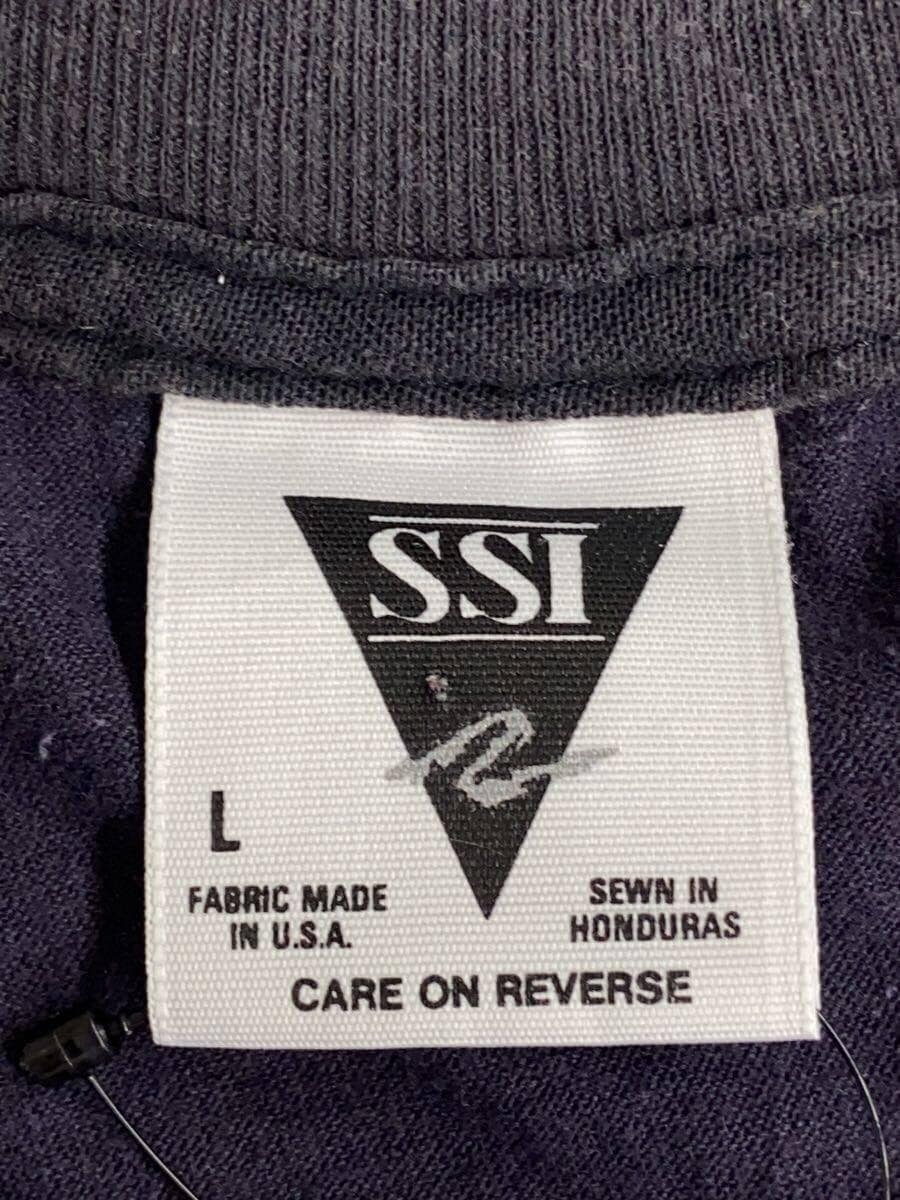 SSI
L
FABRIC MADE
IN U.S.A.
SEWN IN
HONDURAS
CARE ON REVERSE